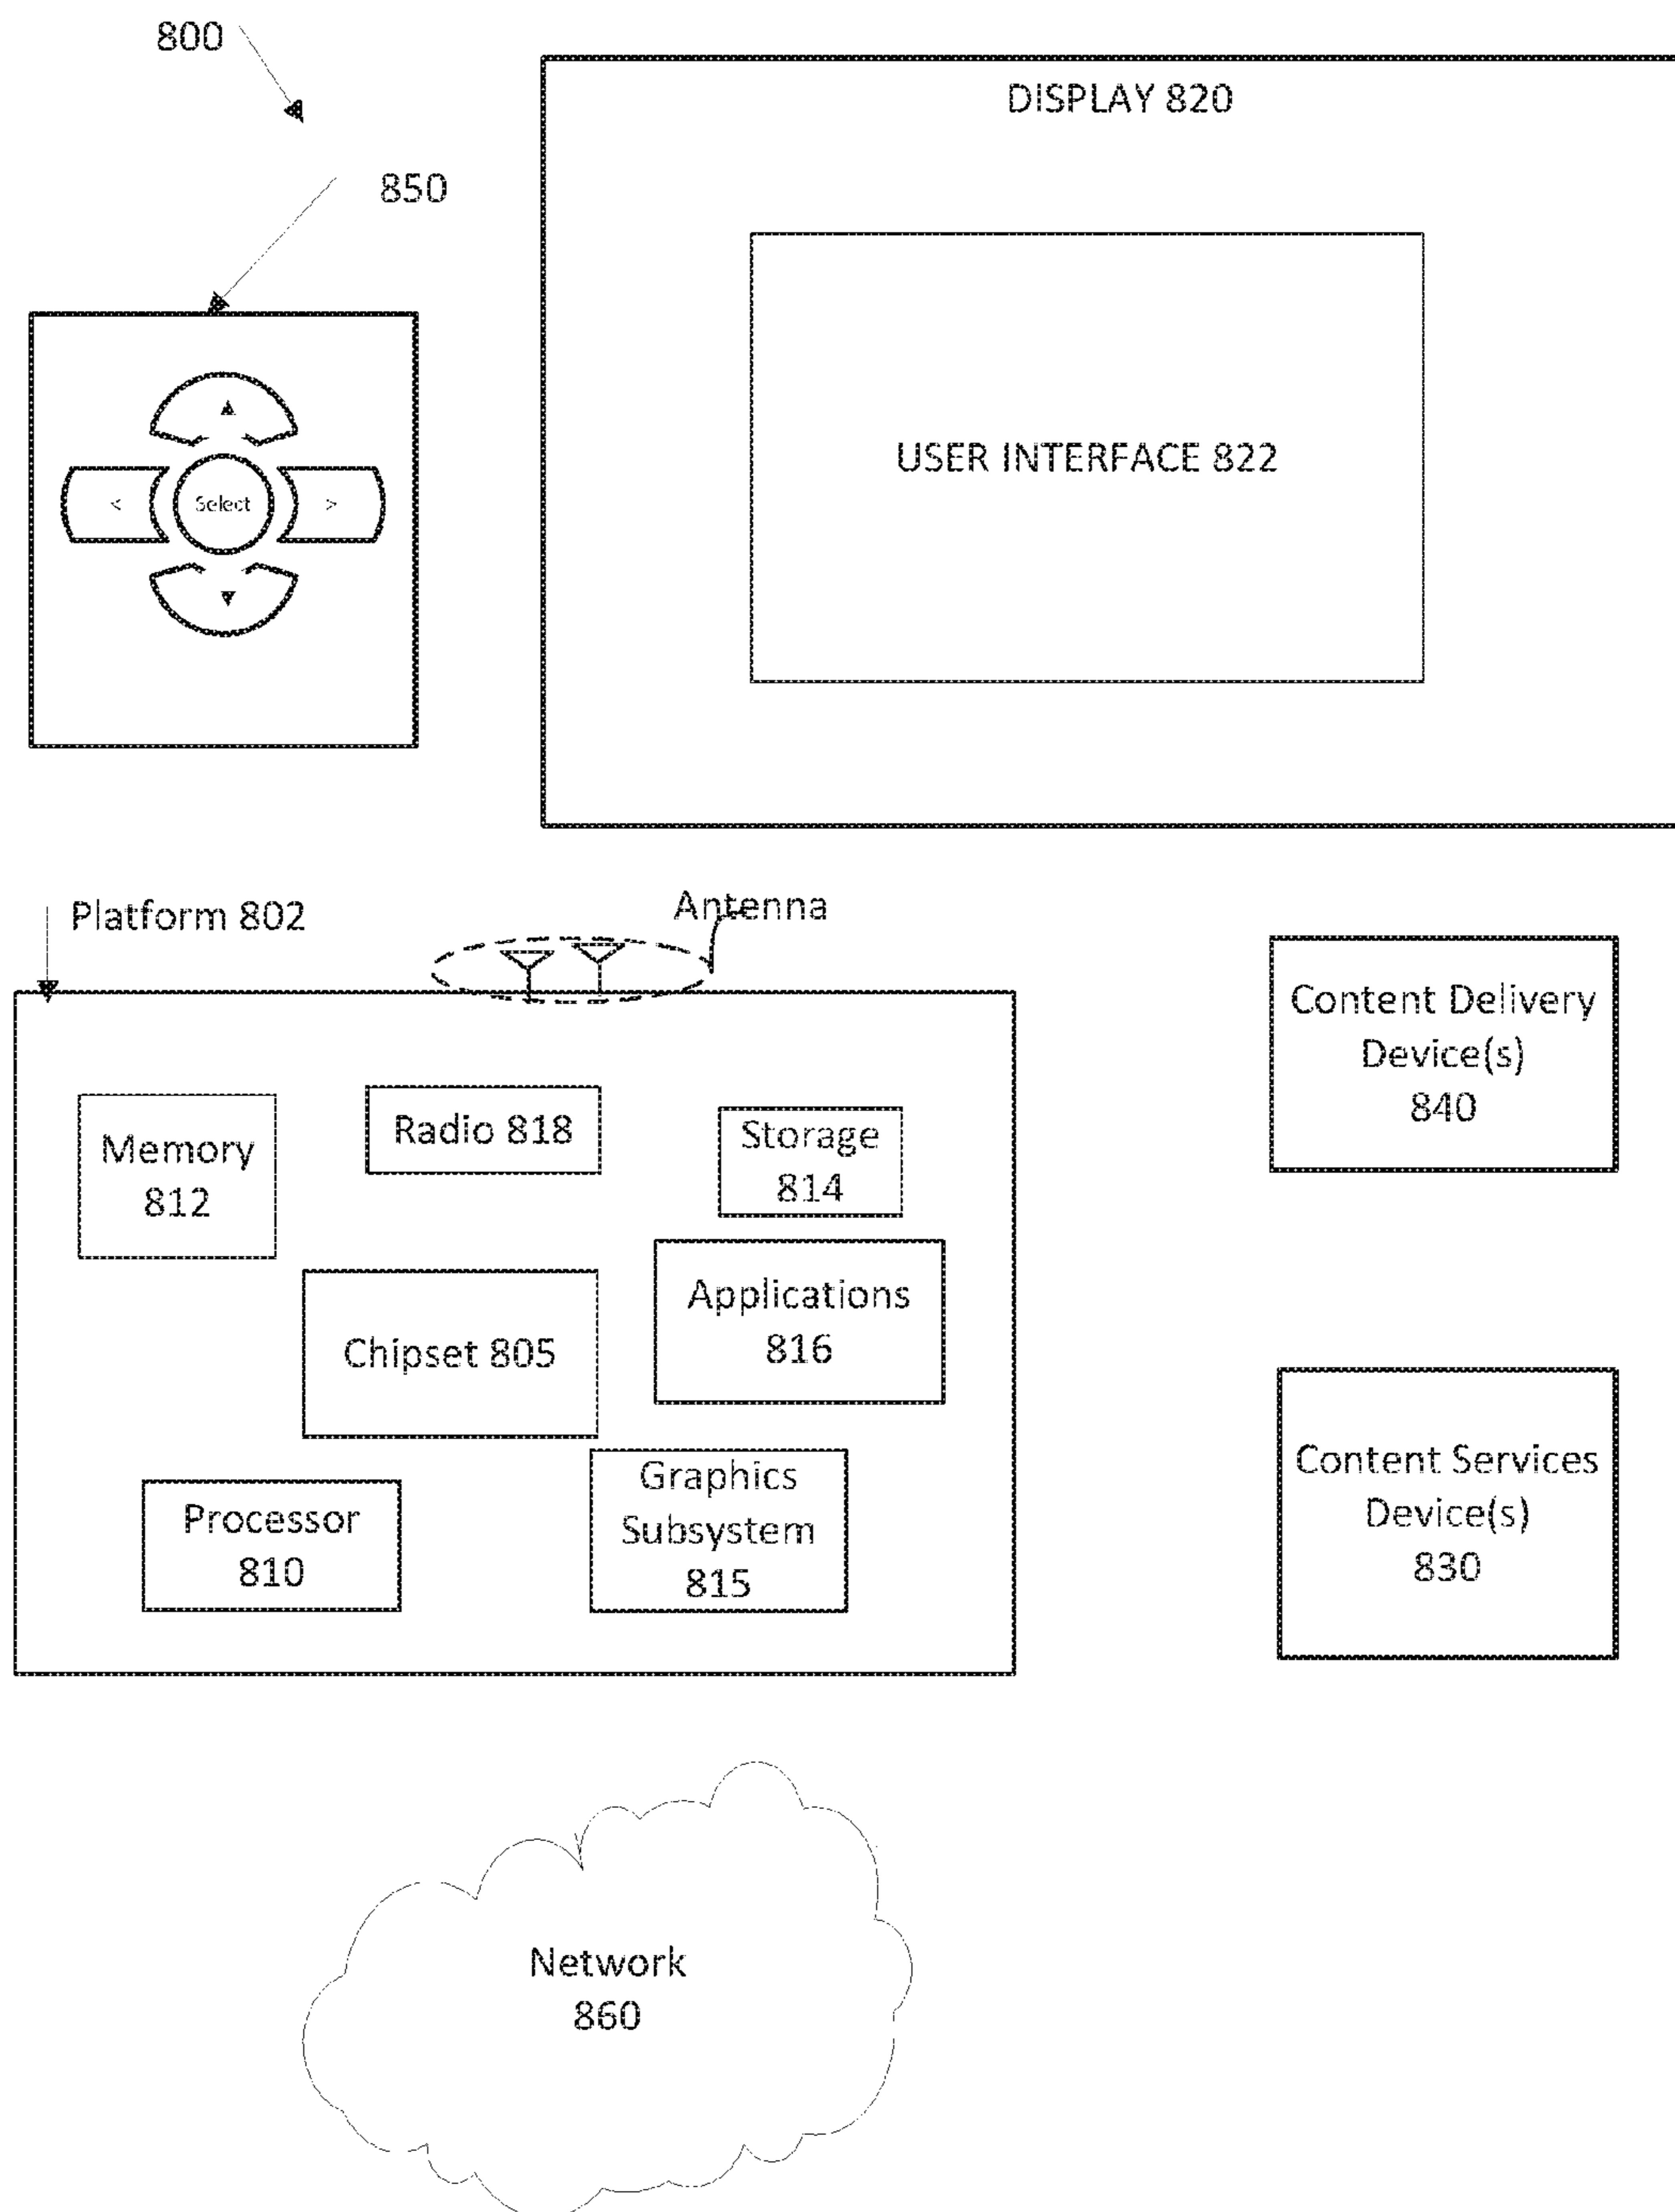 800
DISPLAY 820
850
USER INTERFACE 822
<
Select
>
Platform 802
Antenna
Content Delivery
Device(s)
840
Memory
812
Radio 818
Storage
814
Chipset 805
Applications
816
Processor
810
Graphics
Subsystem
815
Content Services
Device(s)
830
Network
860